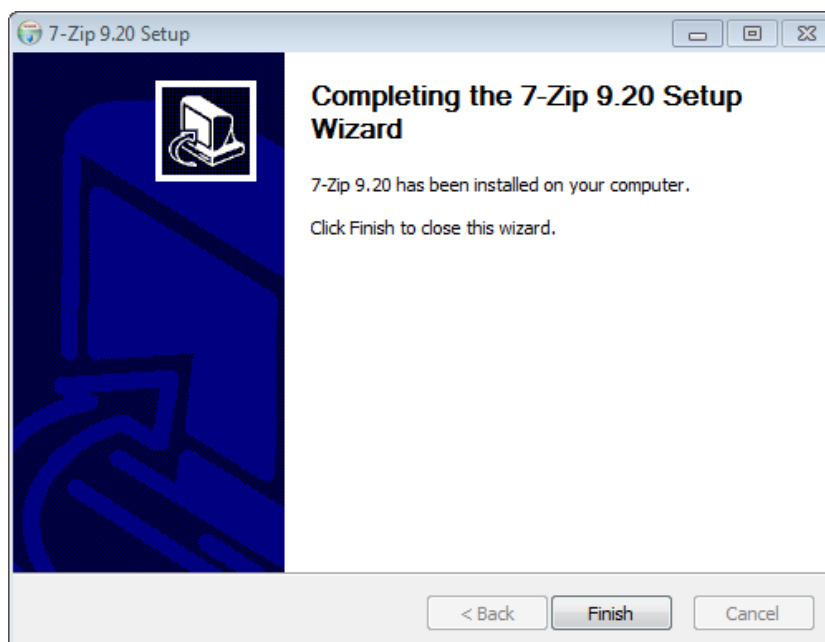 7-Zip 9.20 Setup
Completing the 7-Zip 9.20 Setup
Wizard
7-Zip 9.20 has been installed on your computer.
Click Finish to close this wizard.
< Back
Finish
Cancel